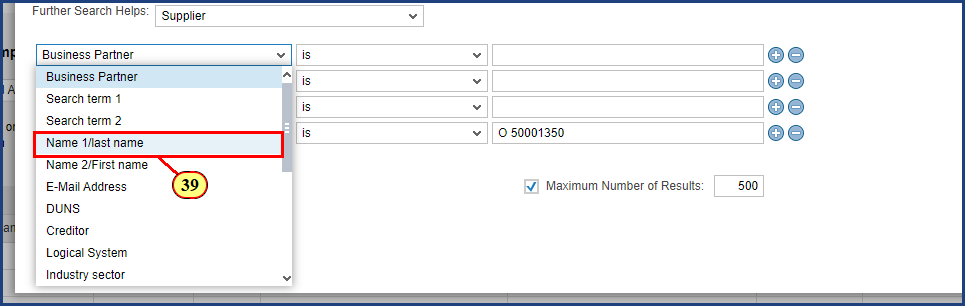 Further Search Helps: Supplier
Business Partner is
Business Partner is
Search term 1
Search term 2 is
is O 50001350
Name 1/last name
Name 2/First name
39
E-Mail Address Maximum Number of Results: 500
DUNS
Creditor
Logical System
Industry sector